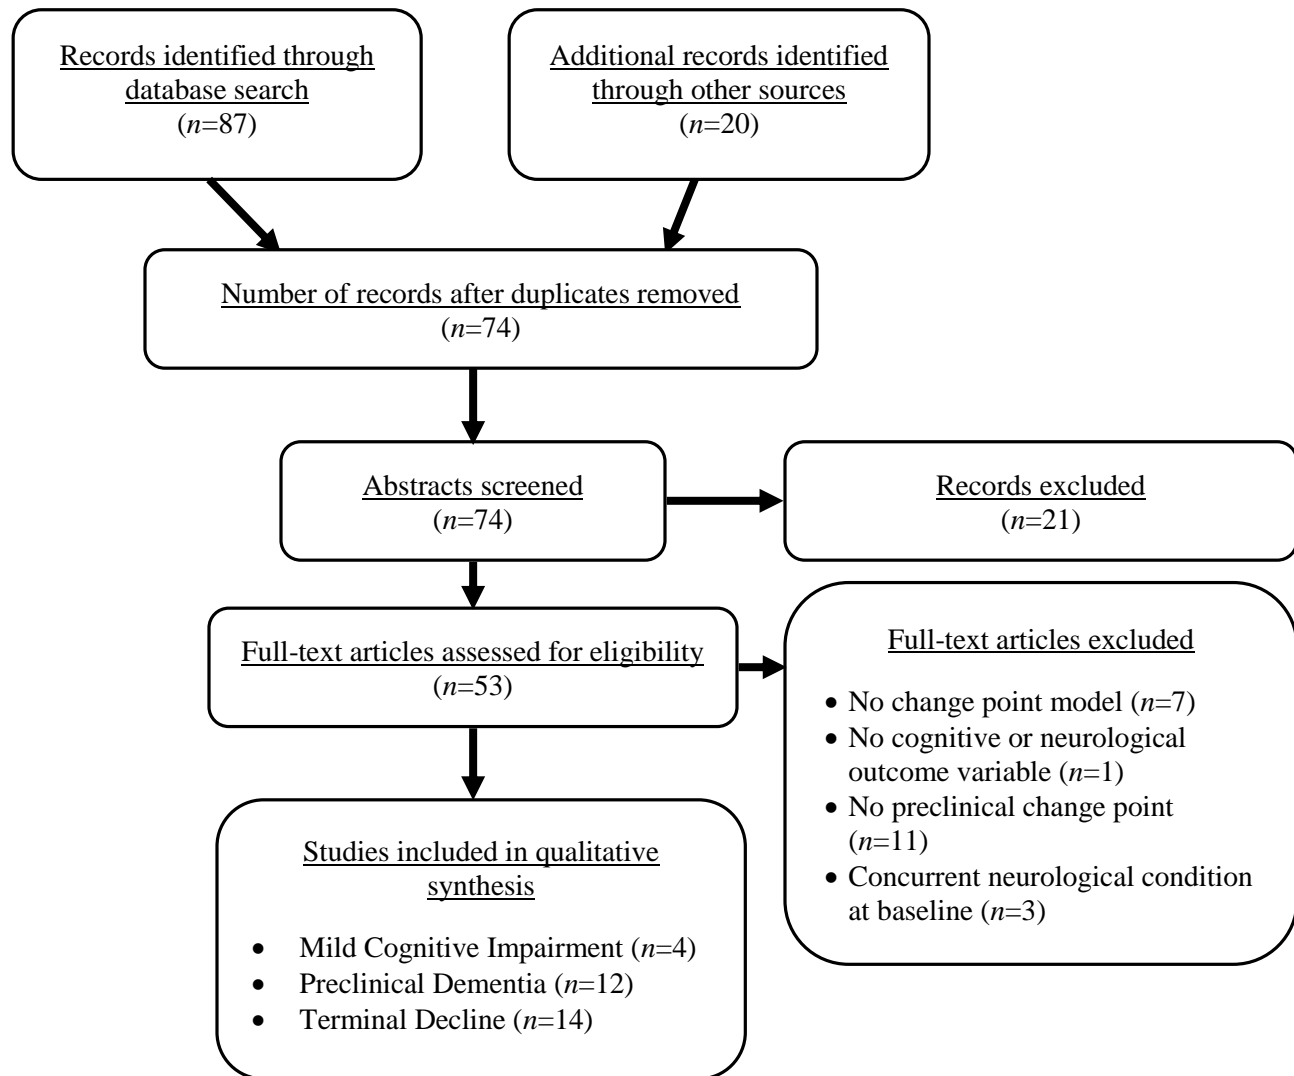 Records identified through
database search
(n=87)
Additional records identified
through other sources
(n=20)
Number of records after duplicates removed
(n=74)
Abstracts screened
(n=74)
Records excluded
(n=21)
Full-text articles assessed for eligibility
(n=53)
Full-text articles excluded
• No change point model (n=7)
• No cognitive or neurological
outcome variable (n=1)
• No preclinical change point
(n=11)
• Concurrent neurological condition
at baseline (n=3)
Studies included in qualitative
synthesis
• Mild Cognitive Impairment (n=4)
• Preclinical Dementia (n=12)
• Terminal Decline (n=14)